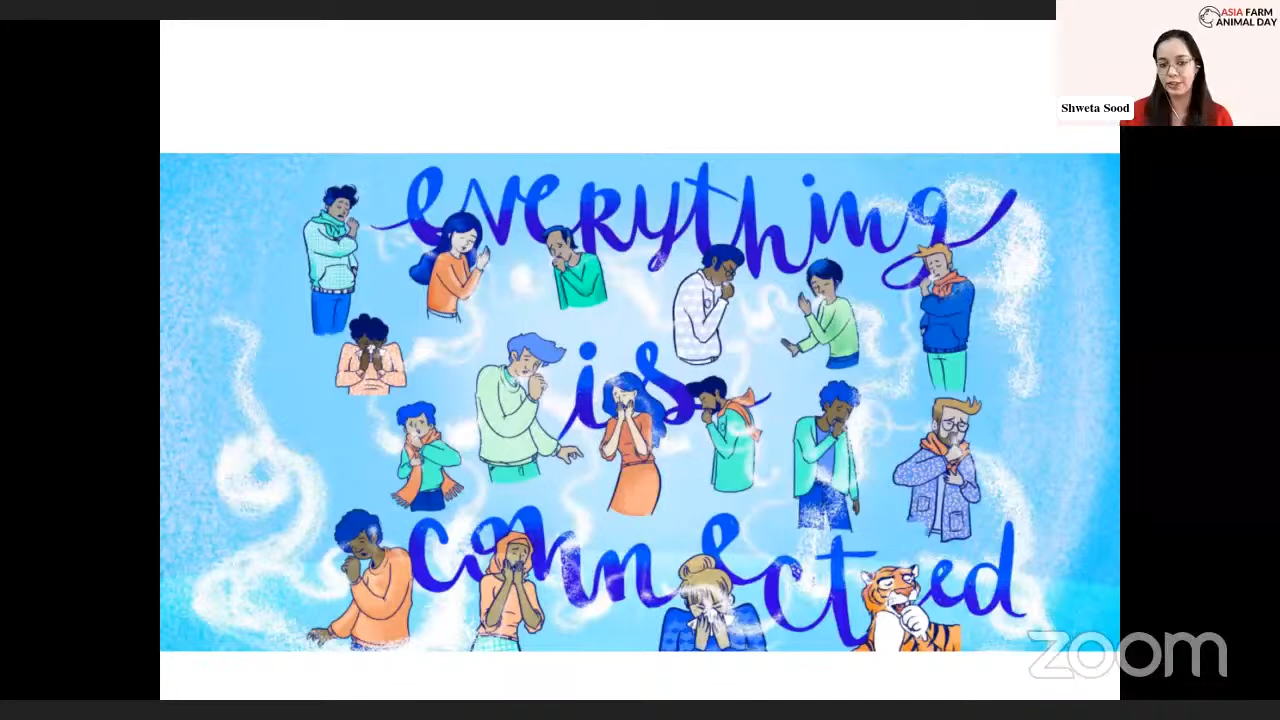 ASIA FARM
ANIMAL DAY
Shweta Sood
everything
is
connected
zoom